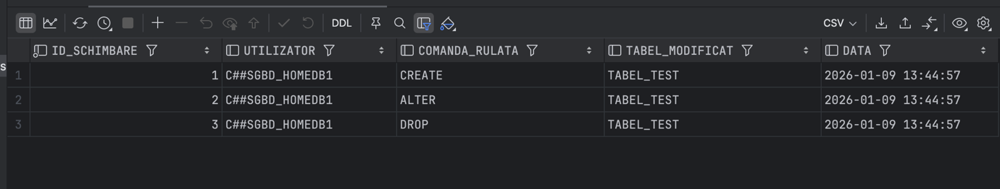 DDL CSV
ID_SCHIMBARE UTILIZATOR COMANDA_RULATA TABEL_MODIFICAT DATA
S
1 1 C##SGBD_HOMEDB1 CREATE TABEL_TEST 2026-01-09 13:44:57
2 2 C##SGBD_HOMEDB1 ALTER TABEL_TEST 2026-01-09 13:44:57
3 3 C##SGBD_HOMEDB1 DROP TABEL_TEST 2026-01-09 13:44:57